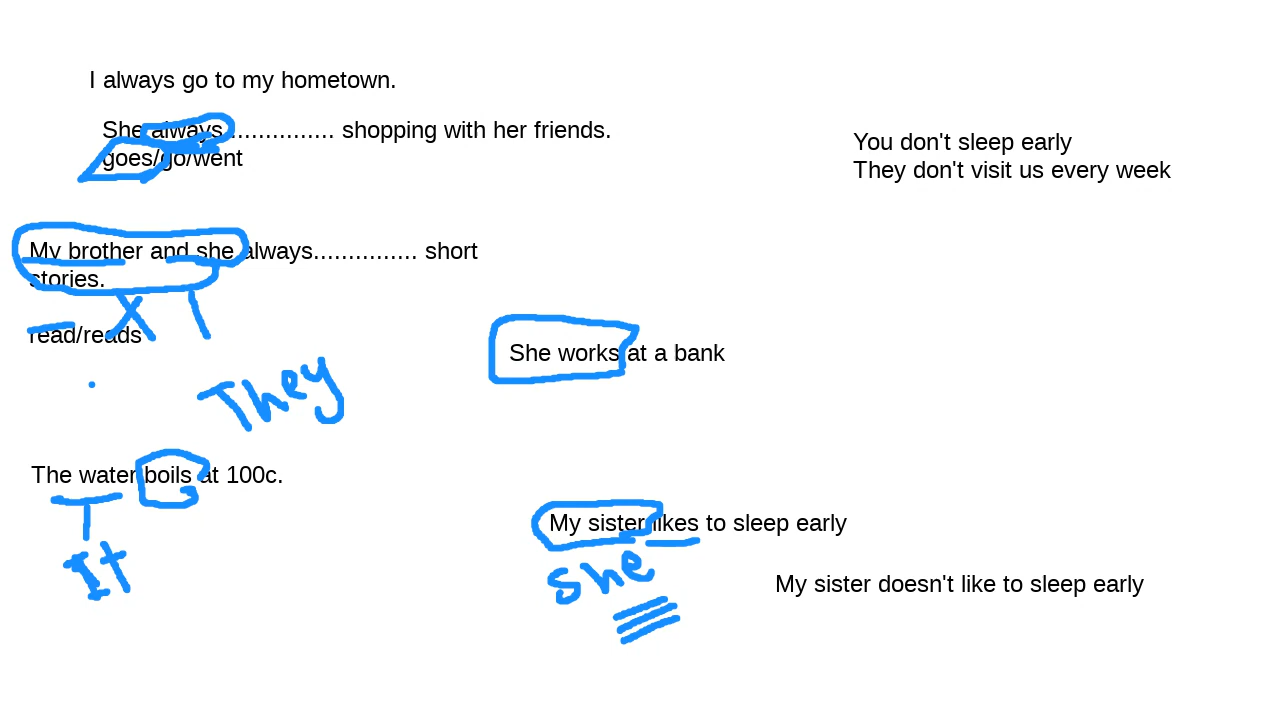 I always go to my hometown.
She always............... shopping with her friends.
goes/go/went
You don't sleep early
They don't visit us every week
My brother and she always............... short
stories.
read/reads
She works at a bank
They
The water boils at 100c.
It
My sister likes to sleep early
She
My sister doesn't like to sleep early